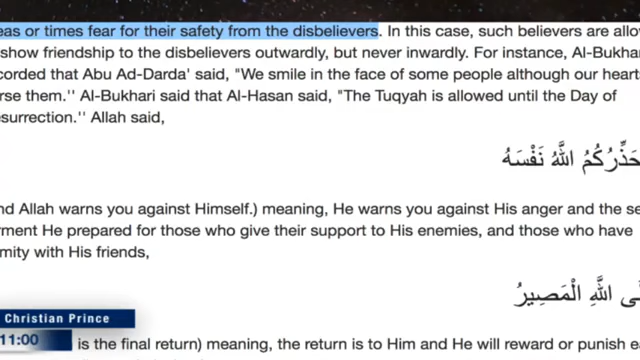 eas or times fear for their safety from the disbelievers. In this case, such believers are allow
show friendship to the disbelievers outwardly, but never inwardly. For instance, Al-Bukhar
corded that Abu Ad-Darda' said, "We smile in the face of some people although our hearts
rse them.'' Al-Bukhari said that Al-Hasan said, "The Tuqyah is allowed until the Day of
surrection.'' Allah said,
حَذِّرُكُمُ اللَّهُ نَفْسَهُ
nd Allah warns you against Himself.) meaning, He warns you against His anger and the se
rment He prepared for those who give their support to His enemies, and those who have
mity with His friends,
ى اللَّهِ الْمَصِيرُ
Christian Prince
11:00
is the final return) meaning, the return is to Him and He will reward or punish e